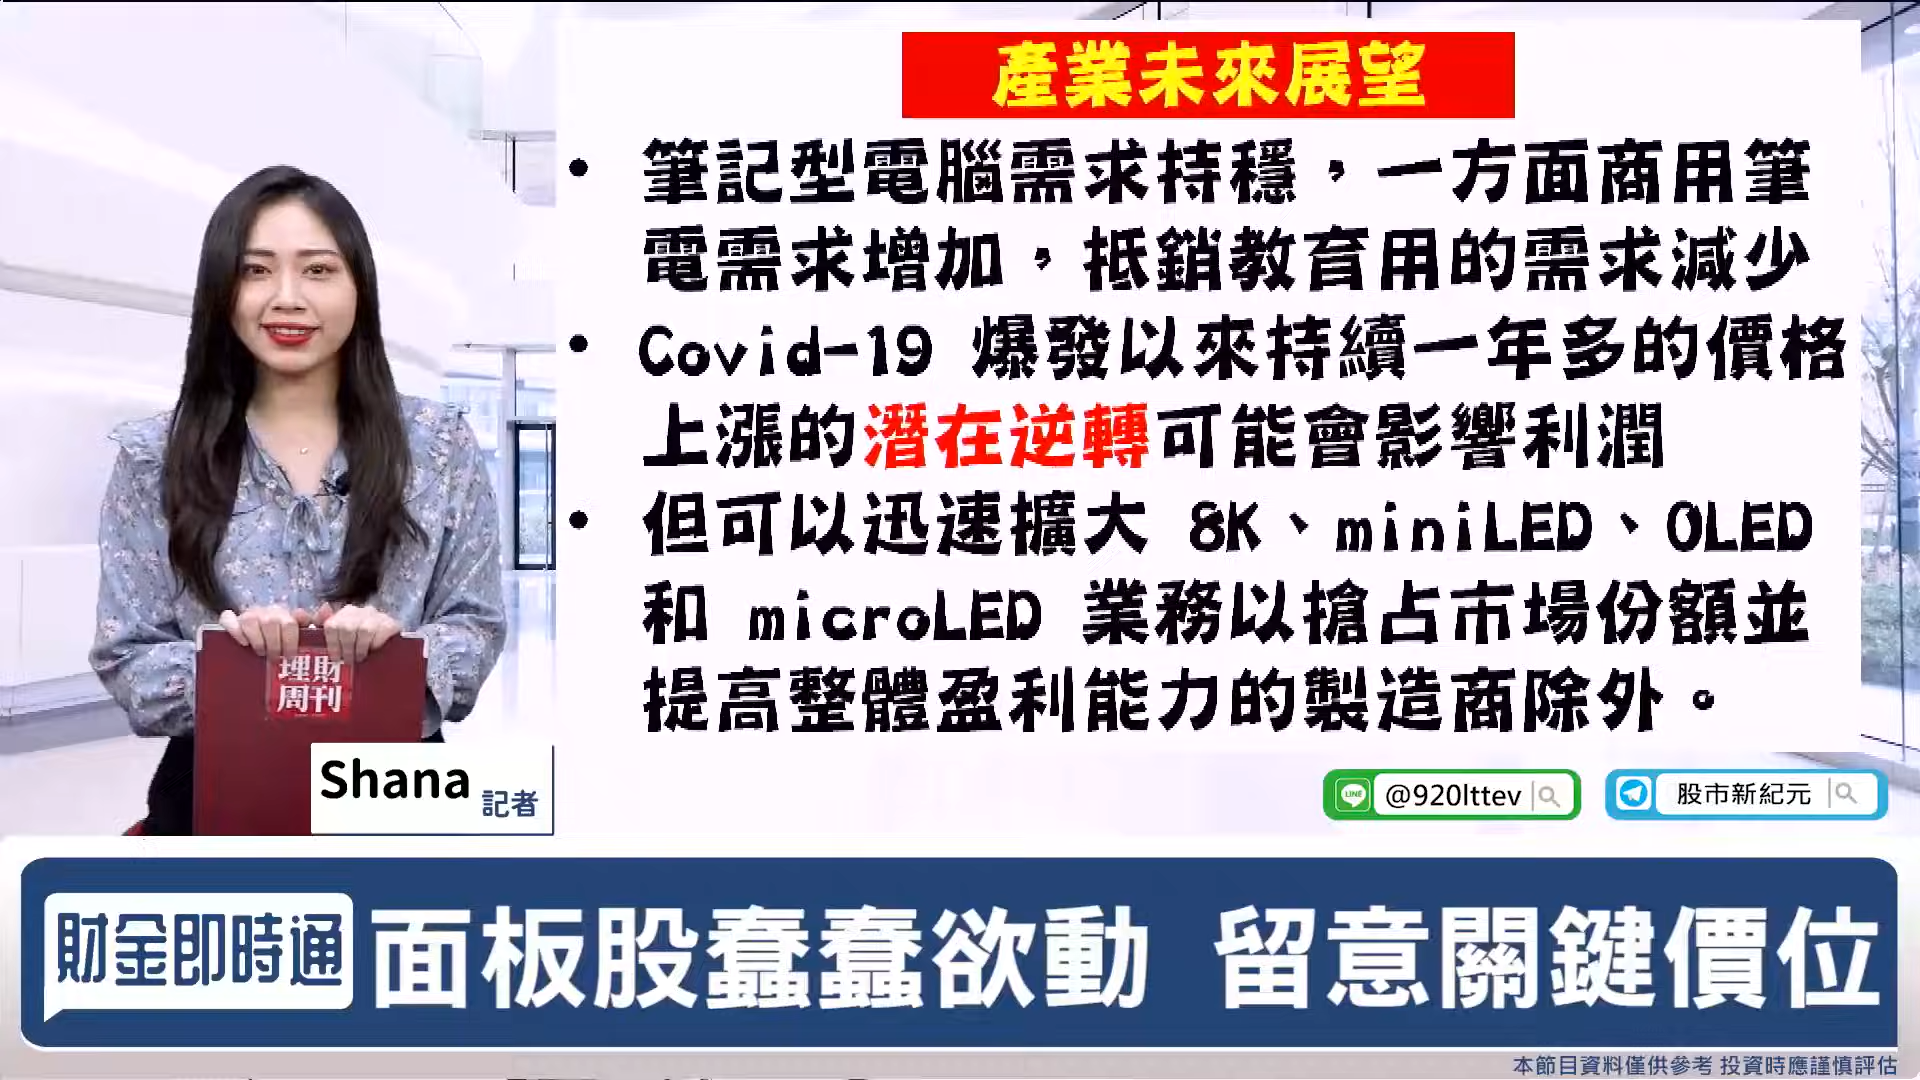 產業未來展望
• 筆記型電腦需求持穩，一方面商用筆
電需求增加，抵銷教育用的需求減少
• Covid-19 爆發以來持續一年多的價格
上漲的潛在逆轉可能會影響利潤
• 但可以迅速擴大 8K、miniLED、OLED
和 microLED 業務以搶占市場份額並
提高整體盈利能力的製造商除外。
理財
周刊
Shana 記者
LINE @920lttev
股市新紀元
財金即時通
面板股蠢蠢欲動 留意關鍵價位
本節目資料僅供參考 投資時應謹慎評估